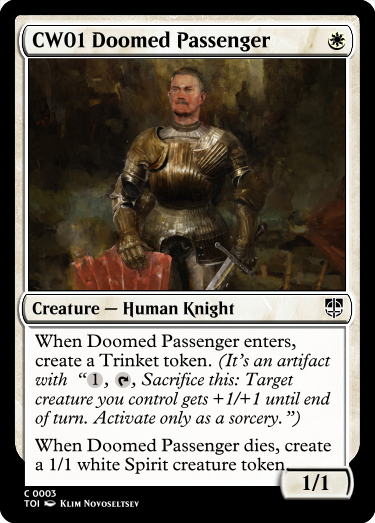 CW01 Doomed Passenger
Creature — Human Knight
When Doomed Passenger enters,
create a Trinket token. (It's an artifact
with “1, T, Sacrifice this: Target
creature you control gets +1/+1 until end
of turn. Activate only as a sorcery.”)
When Doomed Passenger dies, create
a 1/1 white Spirit creature token.
1/1
C 0003
TOI Klim Novoseltsev